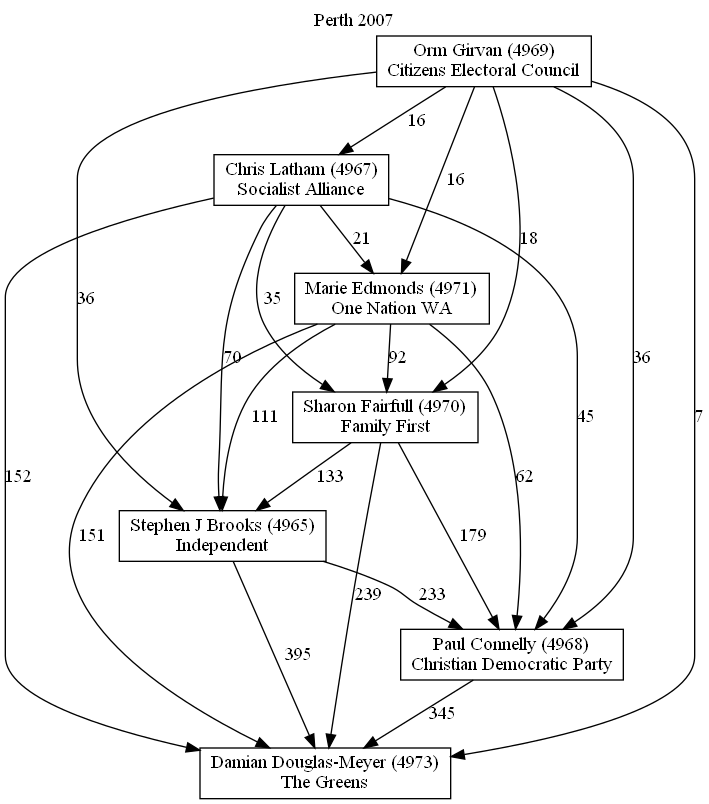 Perth 2007
Orm Girvan (4969)
Citizens Electoral Council
16
Chris Latham (4967)
Socialist Alliance
16
21
18
Marie Edmonds (4971)
One Nation WA
36
35
70
92
36
111
Sharon Fairfull (4970)
Family First
45
7
152
133
62
Stephen J Brooks (4965)
Independent
151
179
239
233
395
Paul Connelly (4968)
Christian Democratic Party
345
Damian Douglas-Meyer (4973)
The Greens